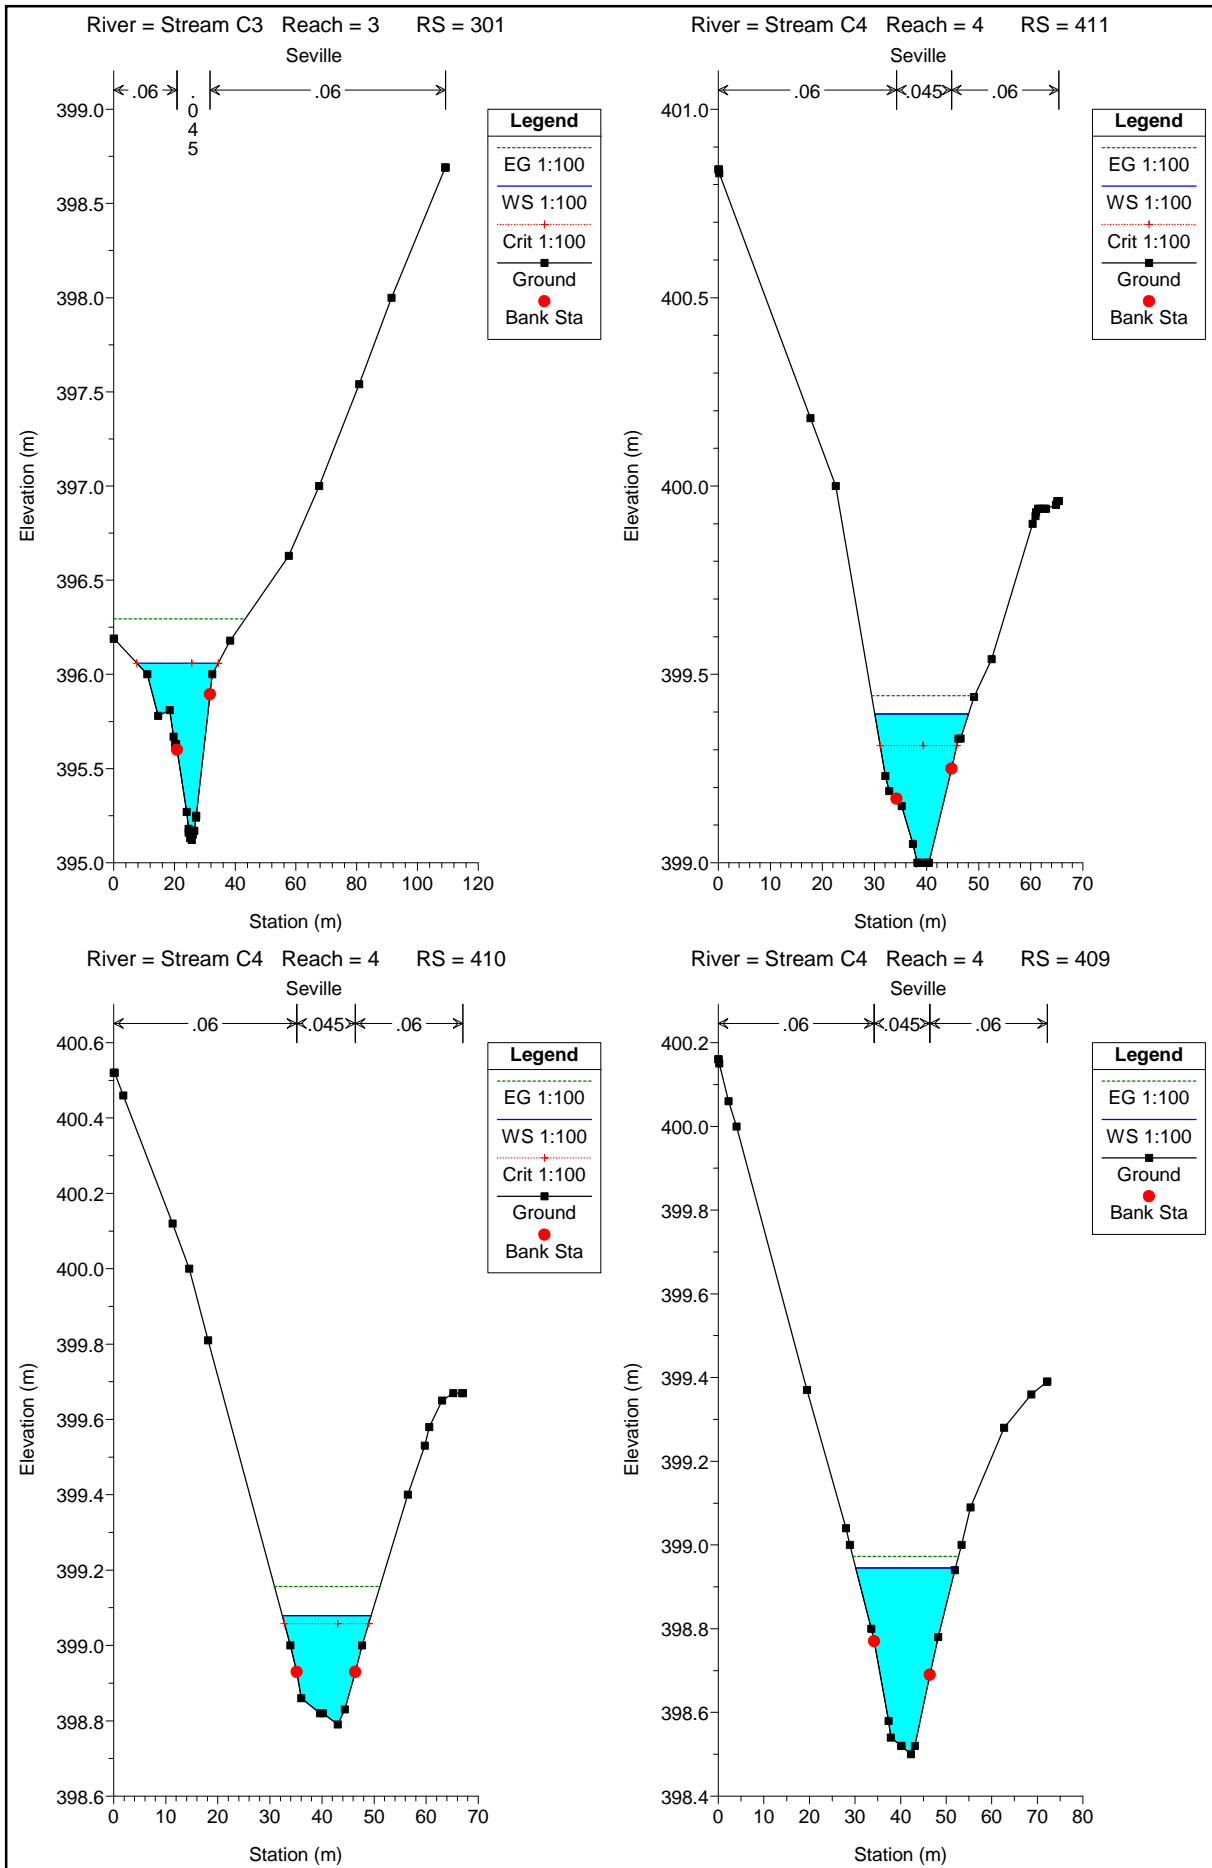 River = Stream C3 Reach = 3 RS = 301
Seville
.06
.045
.06
399.0
398.5
398.0
397.5
397.0
396.5
396.0
395.5
395.0
Elevation (m)
0 20 40 60 80 100 120
Station (m)
Legend
EG 1:100
WS 1:100
Crit 1:100
Ground
Bank Sta
River = Stream C4 Reach = 4 RS = 411
Seville
.06
.045
.06
401.0
400.5
400.0
399.5
399.0
Elevation (m)
0 10 20 30 40 50 60 70
Station (m)
Legend
EG 1:100
WS 1:100
Crit 1:100
Ground
Bank Sta
River = Stream C4 Reach = 4 RS = 410
Seville
.06
.045
.06
400.6
400.4
400.2
400.0
399.8
399.6
399.4
399.2
399.0
398.8
398.6
Elevation (m)
0 10 20 30 40 50 60 70
Station (m)
Legend
EG 1:100
WS 1:100
Crit 1:100
Ground
Bank Sta
River = Stream C4 Reach = 4 RS = 409
Seville
.06
.045
.06
400.2
400.0
399.8
399.6
399.4
399.2
399.0
398.8
398.6
398.4
Elevation (m)
0 10 20 30 40 50 60 70 80
Station (m)
Legend
EG 1:100
WS 1:100
Ground
Bank Sta